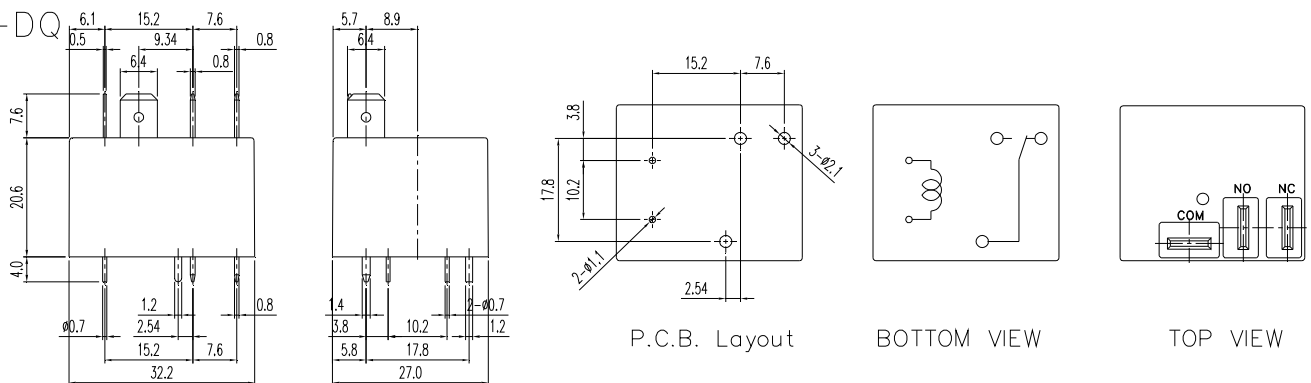 -DQ
6.1 15.2 7.6
0.5 9.34 0.8
6.4 0.8
7.6
20.6
4.0
1.2 0.8
ø0.7 2.54
15.2 7.6
32.2
5.7 8.9
6.4
1.4 2-ø0.7
3.8 10.2 1.2
5.8 17.8
27.0
15.2 7.6
3.8
17.8 10.2
3-ø2.1
2-ø1.1
2.54
P.C.B. Layout
BOTTOM VIEW
NO NC
COM
TOP VIEW